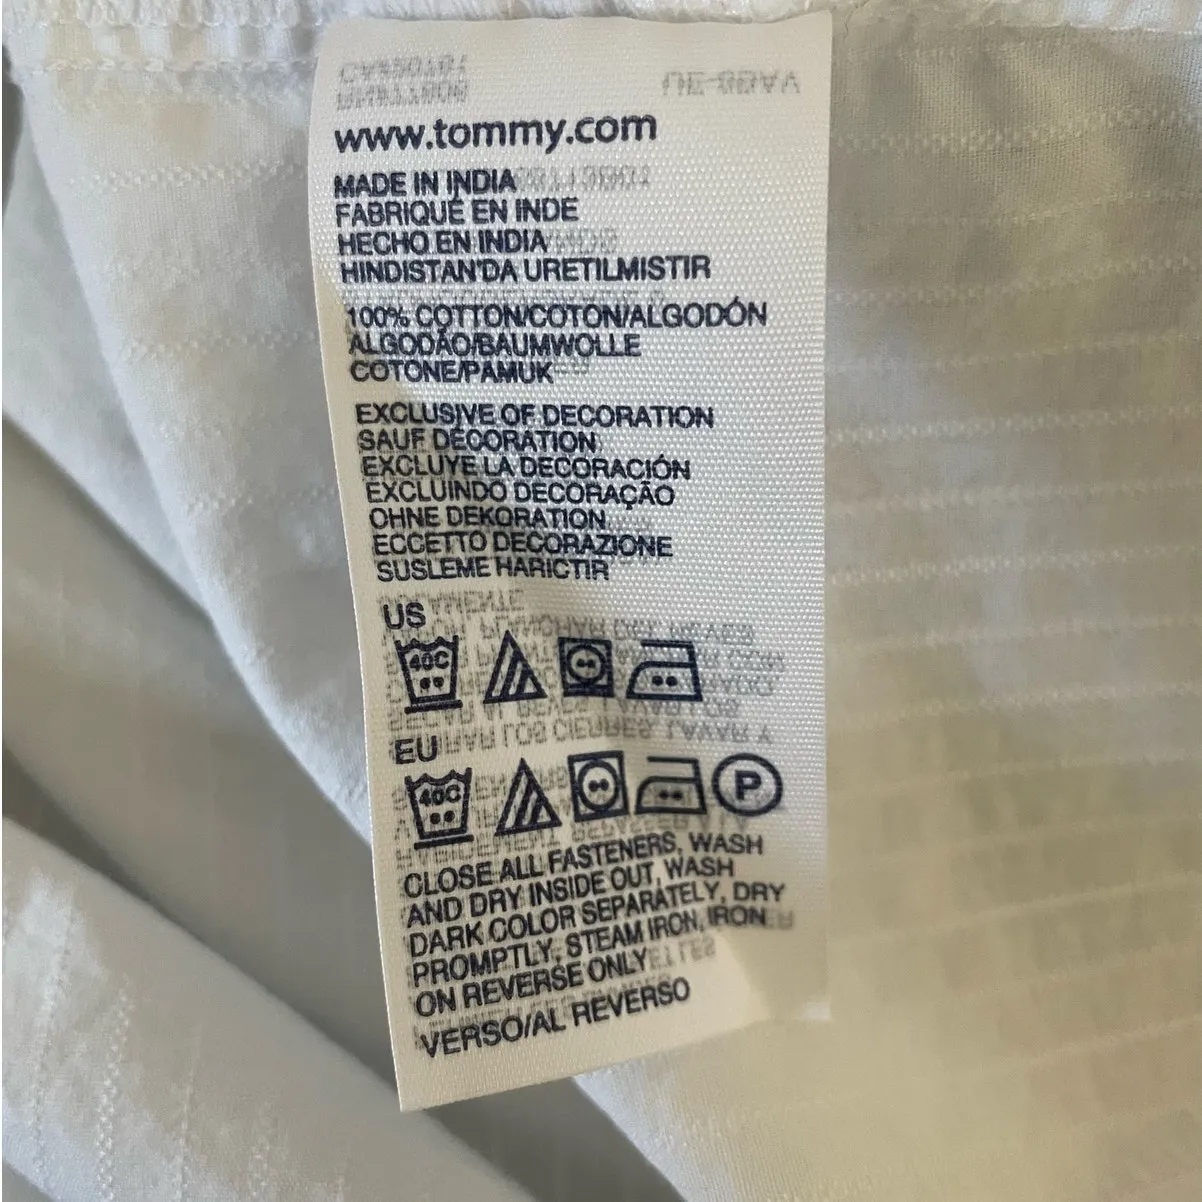 www.tommy.com
MADE IN INDIA
FABRIQUÉ EN INDE
HECHO EN INDIA
HINDISTAN'DA URETILMISTIR
100% COTTON/COTON/ALGODÓN
ALGODÃO/BAUMWOLLE
COTONE/PAMUK
EXCLUSIVE OF DECORATION
SAUF DÉCORATION
EXCLUYE LA DECORACIÓN
EXCLUINDO DECORAÇÃO
OHNE DEKORATION
ECCETTO DECORAZIONE
SUSLEME HARICTIR
US
40C
EU
40C P
CLOSE ALL FASTENERS, WASH
AND DRY INSIDE OUT, WASH
DARK COLOR SEPARATELY, DRY
PROMPTLY, STEAM IRON, IRON
ON REVERSE ONLY
VERSO/AL REVERSO